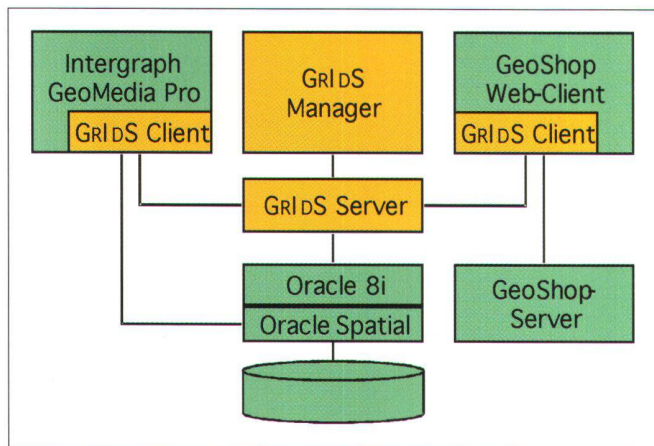 Intergraph
GeoMedia Pro
GRIDS Client
GRIDS
Manager
GeoShop
Web-Client
GRIDS Client
GRIDS Server
Oracle 8i
Oracle Spatial
GeoShop-
Server